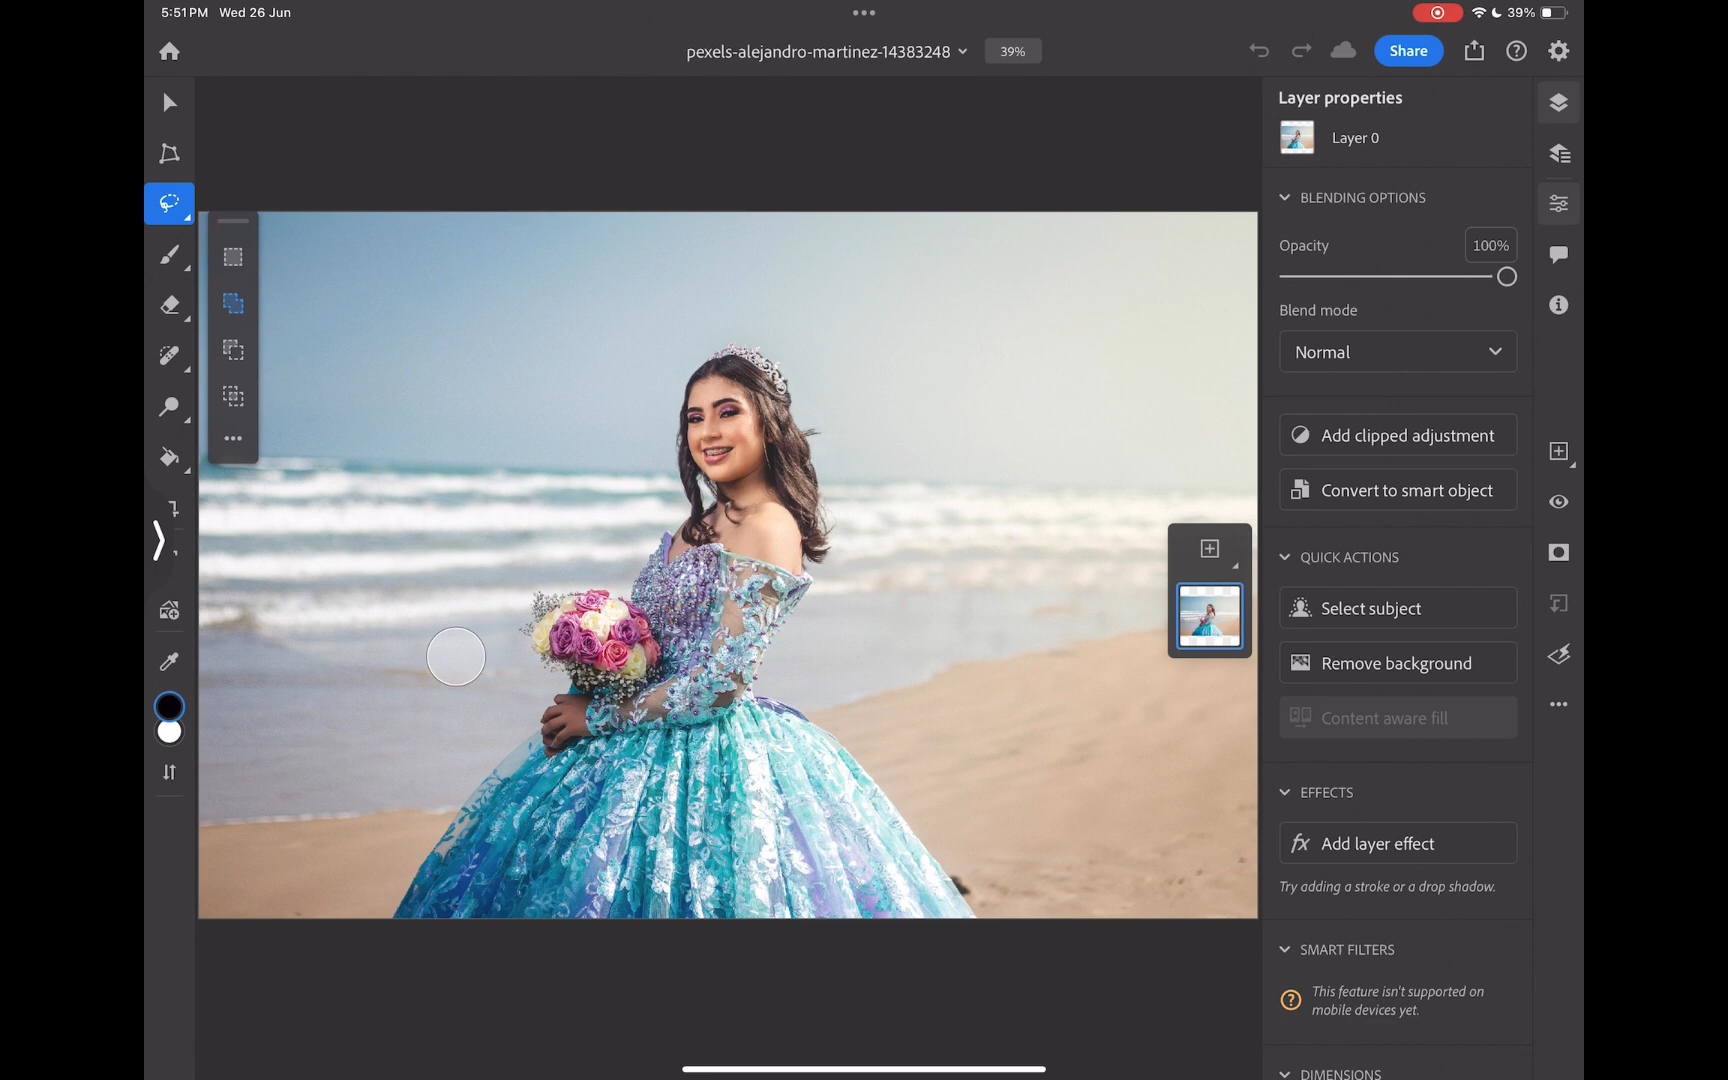 5:51 PM Wed 26 Jun
39%
pexels-alejandro-martinez-14383248
39%
Share
Layer properties
Layer 0
BLENDING OPTIONS
Opacity
100%
Blend mode
Normal
Add clipped adjustment
Convert to smart object
QUICK ACTIONS
Select subject
Remove background
Content aware fill
EFFECTS
fx Add layer effect
Try adding a stroke or a drop shadow.
SMART FILTERS
This feature isn't supported on
mobile devices yet.
DIMENSIONS